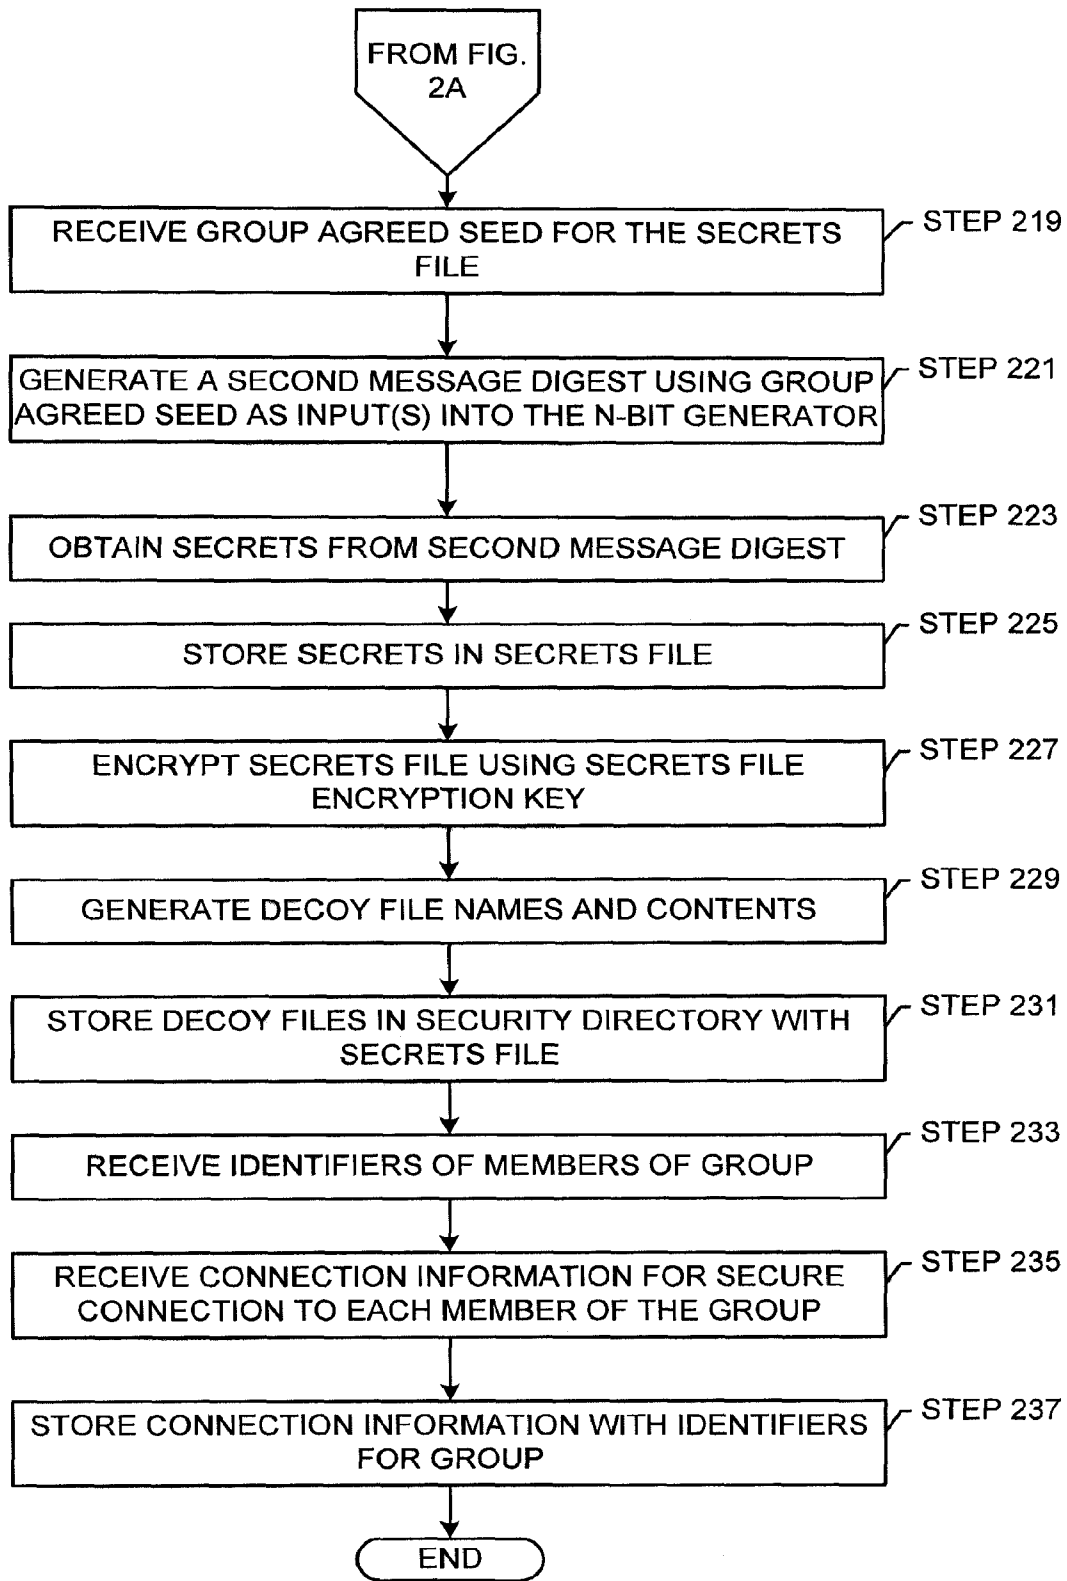 FROM FIG.
2A
RECEIVE GROUP AGREED SEED FOR THE SECRETS
FILE
STEP 219
GENERATE A SECOND MESSAGE DIGEST USING GROUP
AGREED SEED AS INPUT(S) INTO THE N-BIT GENERATOR
STEP 221
OBTAIN SECRETS FROM SECOND MESSAGE DIGEST
STEP 223
STORE SECRETS IN SECRETS FILE
STEP 225
ENCRYPT SECRETS FILE USING SECRETS FILE
ENCRYPTION KEY
STEP 227
GENERATE DECOY FILE NAMES AND CONTENTS
STEP 229
STORE DECOY FILES IN SECURITY DIRECTORY WITH
SECRETS FILE
STEP 231
RECEIVE IDENTIFIERS OF MEMBERS OF GROUP
STEP 233
RECEIVE CONNECTION INFORMATION FOR SECURE
CONNECTION TO EACH MEMBER OF THE GROUP
STEP 235
STORE CONNECTION INFORMATION WITH IDENTIFIERS
FOR GROUP
STEP 237
END